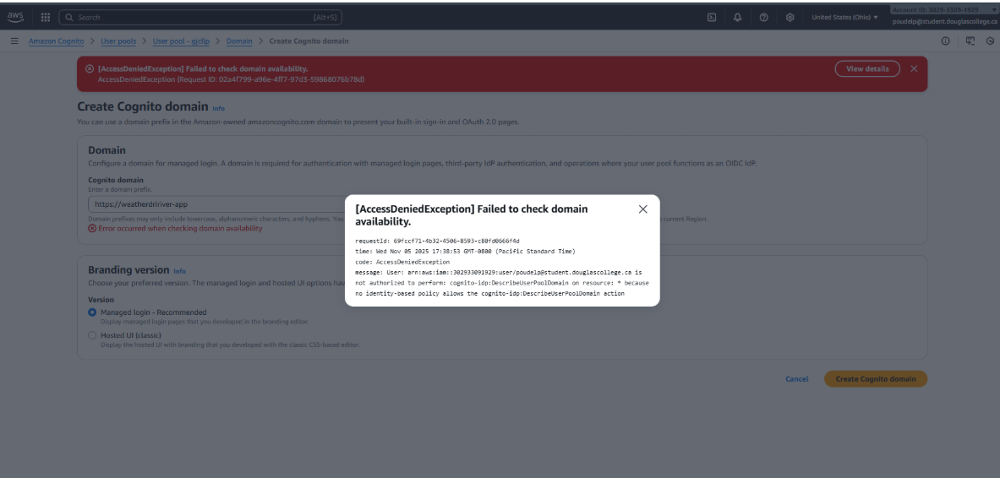 aws
Search
[Alt+S]
United States (Ohio)
Account ID: 3029-3309-1929
poudelp@student.douglascollege.ca
Amazon Cognito > User pools > User pool - gjclip > Domain > Create Cognito domain
[AccessDeniedException] Failed to check domain availability.
AccessDeniedException (Request ID: 02a4f799-a96e-4ff7-97d3-59868076b78d)
View details
Create Cognito domain Info
You can use a domain prefix in the Amazon-owned amazoncognito.com domain to present your built-in sign-in and OAuth 2.0 pages.
Domain
Configure a domain for managed login. A domain is required for authentication with managed login pages, third-party IdP authentication, and operations where your user pool functions as an OIDC IdP.
Cognito domain
Enter a domain prefix.
https://weatherdririver-app
Domain prefixes may only include lowercase, alphanumeric characters, and hyphens. You
current Region.
Error occurred when checking domain availability
[AccessDeniedException] Failed to check domain
availability.
requestId: 69fccf71-4b32-4506-8593-c80fd0666f4d
time: Wed Nov 05 2025 17:38:53 GMT-0800 (Pacific Standard Time)
code: AccessDeniedException
message: User: arn:aws:iam::302933091929:user/poudelp@student.douglascollege.ca is
not authorized to perform: cognito-idp:DescribeUserPoolDomain on resource: * because
no identity-based policy allows the cognito-idp:DescribeUserPoolDomain action
Branding version Info
Choose your preferred version. The managed login and hosted UI options hav
Version
Managed login - Recommended
Display managed login pages that you developed in the branding editor.
Hosted UI (classic)
Display the hosted UI with branding that you developed with the classic CSS-based editor.
Cancel
Create Cognito domain